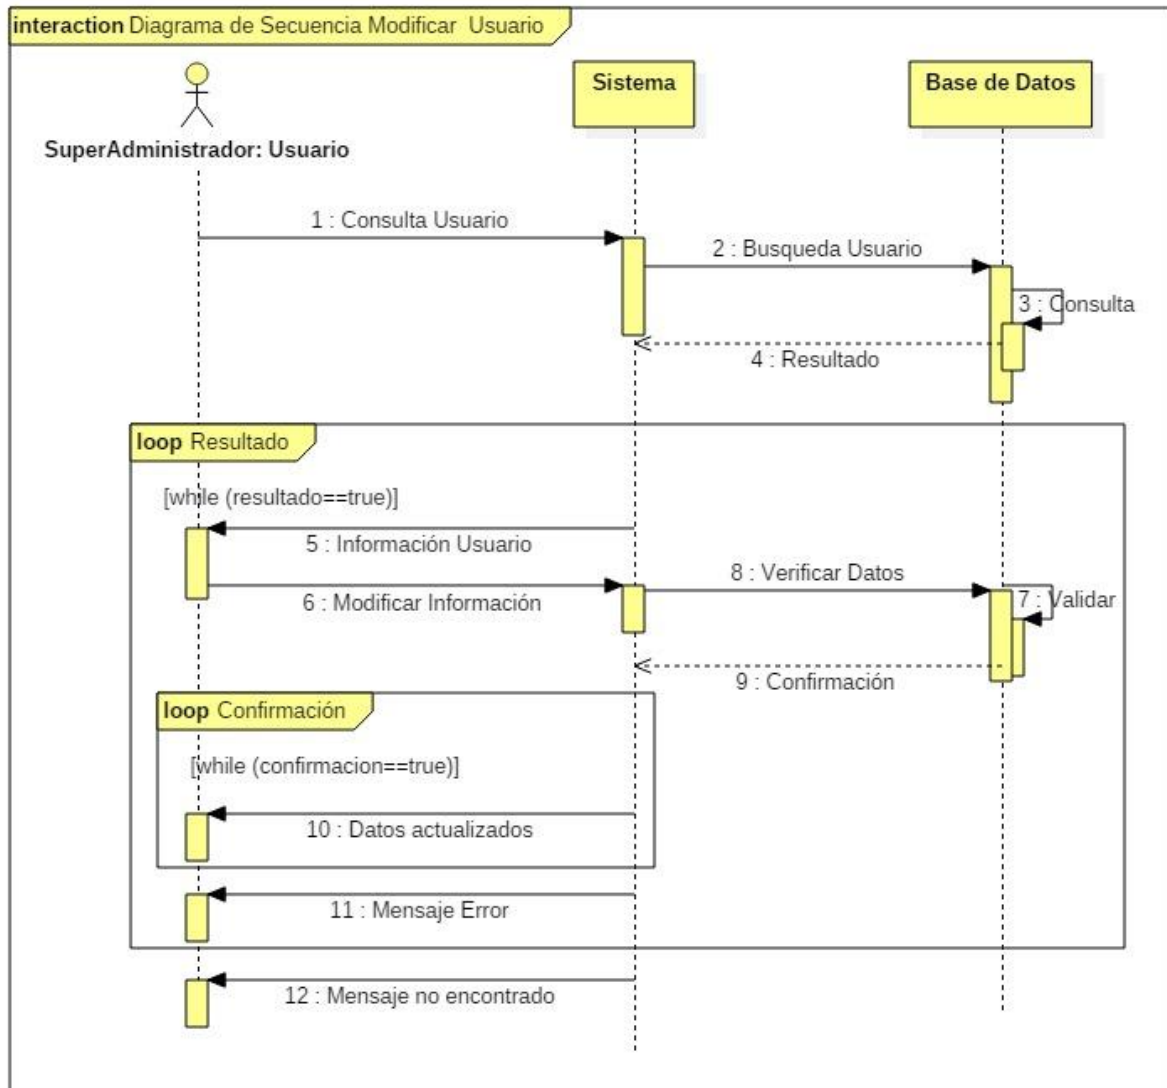 interaction Diagrama de Secuencia Modificar Usuario
Sistema
Base de Datos
SuperAdministrador: Usuario
1 : Consulta Usuario
2 : Busqueda Usuario
3 : Consulta
4 : Resultado
loop Resultado
[while (resultado==true)]
5 : Información Usuario
8 : Verificar Datos
7 : Validar
6 : Modificar Información
9 : Confirmación
loop Confirmación
[while (confirmacion==true)]
10 : Datos actualizados
11 : Mensaje Error
12 : Mensaje no encontrado